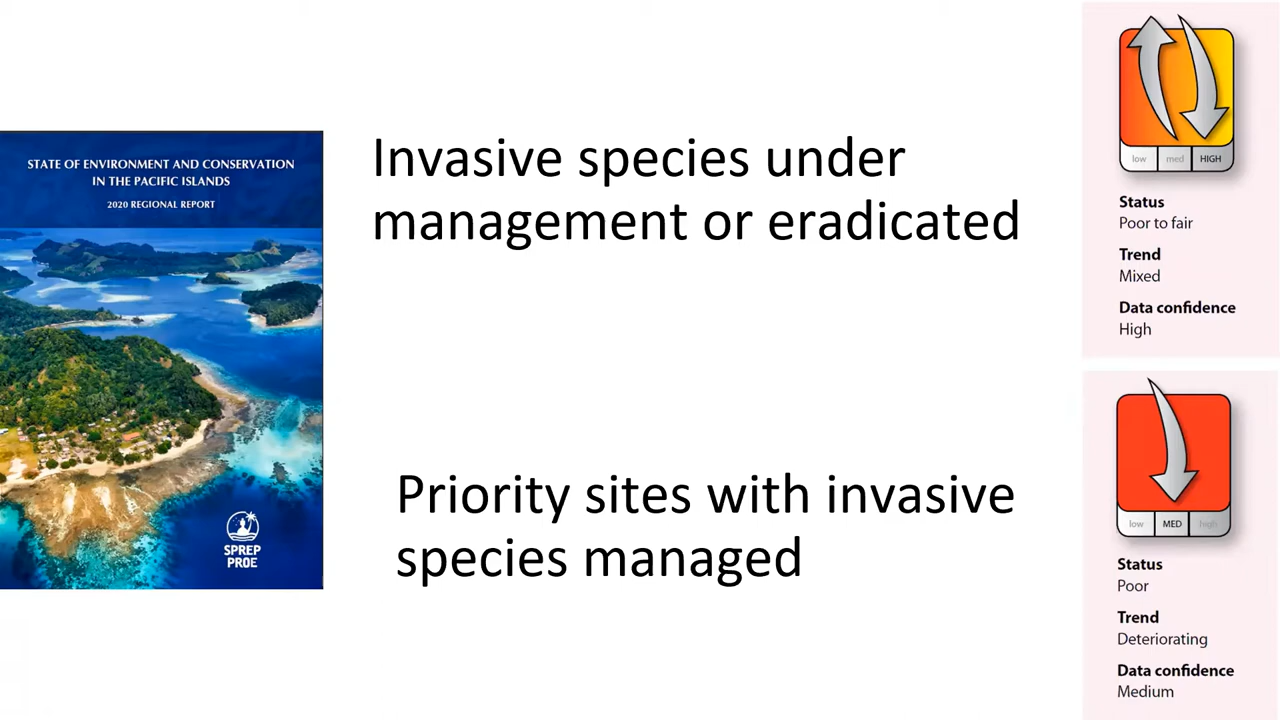 STATE OF ENVIRONMENT AND CONSERVATION
IN THE PACIFIC ISLANDS
2020 REGIONAL REPORT
SPREP
PROE
Invasive species under
management or eradicated
low med HIGH
Status
Poor to fair
Trend
Mixed
Data confidence
High
Priority sites with invasive
species managed
low MED high
Status
Poor
Trend
Deteriorating
Data confidence
Medium